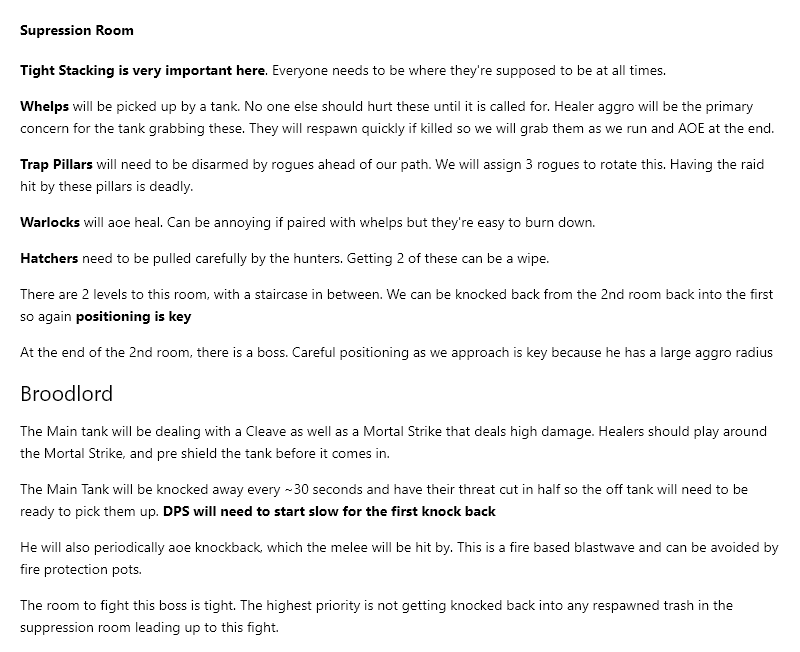 Supression Room
Tight Stacking is very important here. Everyone needs to be where they're supposed to be at all times.
Whelps will be picked up by a tank. No one else should hurt these until it is called for. Healer aggro will be the primary
concern for the tank grabbing these. They will respawn quickly if killed so we will grab them as we run and AOE at the end.
Trap Pillars will need to be disarmed by rogues ahead of our path. We will assign 3 rogues to rotate this. Having the raid
hit by these pillars is deadly.
Warlocks will aoe heal. Can be annoying if paired with whelps but they're easy to burn down.
Hatchers need to be pulled carefully by the hunters. Getting 2 of these can be a wipe.
There are 2 levels to this room, with a staircase in between. We can be knocked back from the 2nd room back into the first
so again positioning is key
At the end of the 2nd room, there is a boss. Careful positioning as we approach is key because he has a large aggro radius
Broodlord
The Main tank will be dealing with a Cleave as well as a Mortal Strike that deals high damage. Healers should play around
the Mortal Strike, and pre shield the tank before it comes in.
The Main Tank will be knocked away every ~30 seconds and have their threat cut in half so the off tank will need to be
ready to pick them up. DPS will need to start slow for the first knock back
He will also periodically aoe knockback, which the melee will be hit by. This is a fire based blastwave and can be avoided by
fire protection pots.
The room to fight this boss is tight. The highest priority is not getting knocked back into any respawned trash in the
suppression room leading up to this fight.